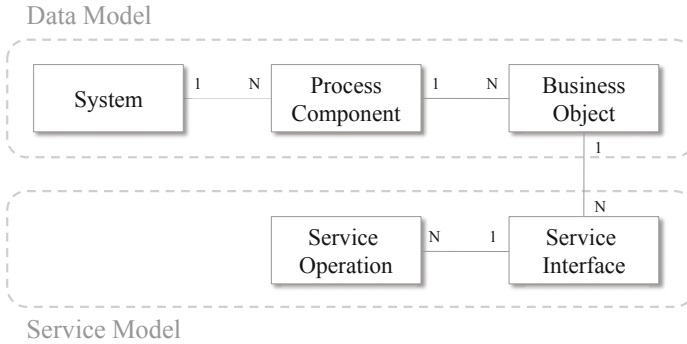 Data Model
System
1
N
Process
Component
1
N
Business
Object
1
N
Service
Operation
N
1
Service
Interface
Service Model